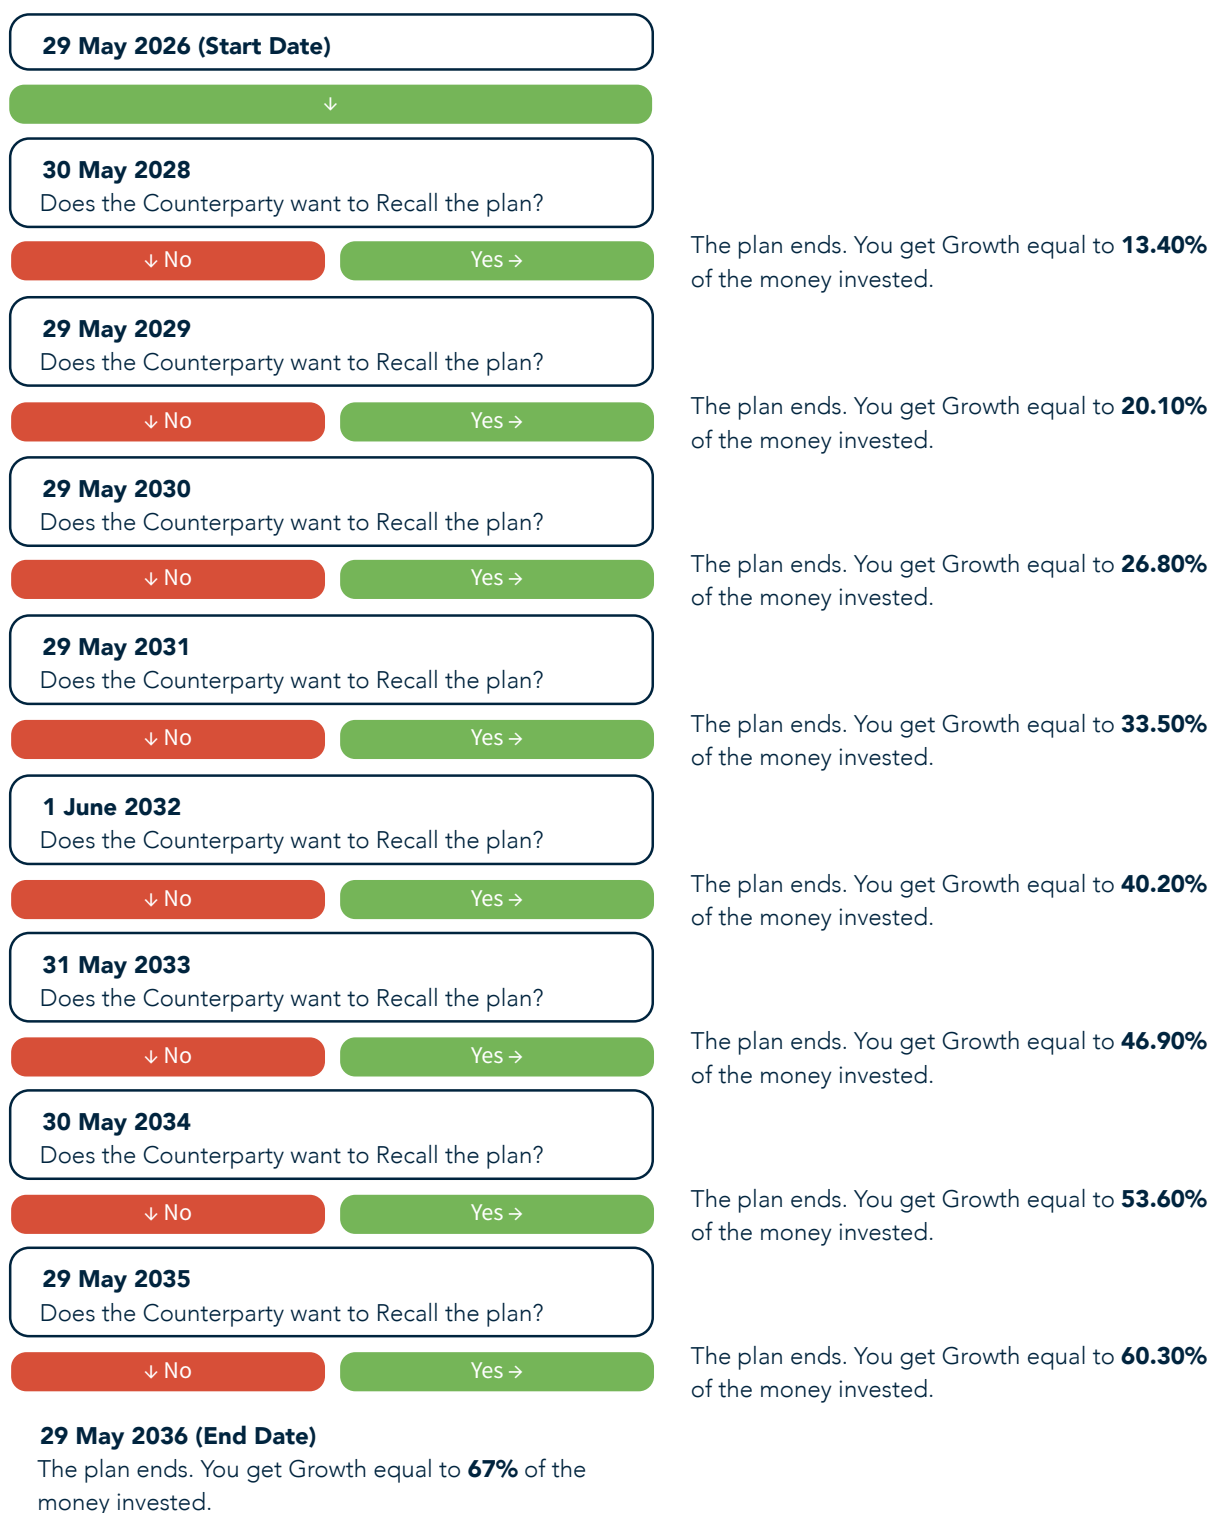 29 May 2026 (Start Date)
↓
30 May 2028
Does the Counterparty want to Recall the plan?
↓ No
Yes →
The plan ends. You get Growth equal to 13.40%
of the money invested.
29 May 2029
Does the Counterparty want to Recall the plan?
↓ No
Yes →
The plan ends. You get Growth equal to 20.10%
of the money invested.
29 May 2030
Does the Counterparty want to Recall the plan?
↓ No
Yes →
The plan ends. You get Growth equal to 26.80%
of the money invested.
29 May 2031
Does the Counterparty want to Recall the plan?
↓ No
Yes →
The plan ends. You get Growth equal to 33.50%
of the money invested.
1 June 2032
Does the Counterparty want to Recall the plan?
↓ No
Yes →
The plan ends. You get Growth equal to 40.20%
of the money invested.
31 May 2033
Does the Counterparty want to Recall the plan?
↓ No
Yes →
The plan ends. You get Growth equal to 46.90%
of the money invested.
30 May 2034
Does the Counterparty want to Recall the plan?
↓ No
Yes →
The plan ends. You get Growth equal to 53.60%
of the money invested.
29 May 2035
Does the Counterparty want to Recall the plan?
↓ No
Yes →
The plan ends. You get Growth equal to 60.30%
of the money invested.
29 May 2036 (End Date)
The plan ends. You get Growth equal to 67% of the
money invested.